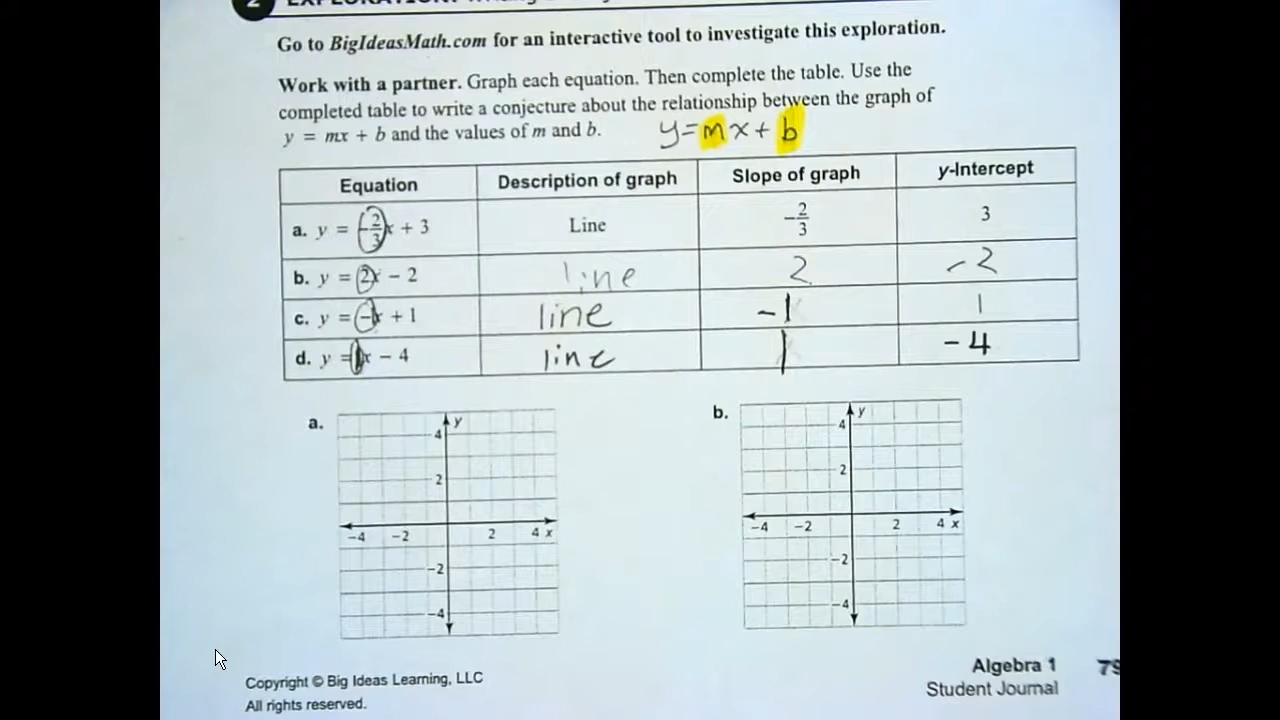 Go to BigIdeasMath.com for an interactive tool to investigate this exploration.
Work with a partner. Graph each equation. Then complete the table. Use the
completed table to write a conjecture about the relationship between the graph of
y = mx + b and the values of m and b. y=mx+b
Equation Description of graph Slope of graph y-Intercept
a. y = -2/3x + 3 Line -2/3 3
b. y = 2x - 2 line 2 -2
c. y = -1x + 1 line -1 1
d. y = 1x - 4 line 1 -4
a. b.
y y
4 4
2 2
-4 -2 2 4 x -4 -2 2 4 x
-2 -2
-4 -4
Copyright © Big Ideas Learning, LLC Algebra 1
All rights reserved. Student Journal